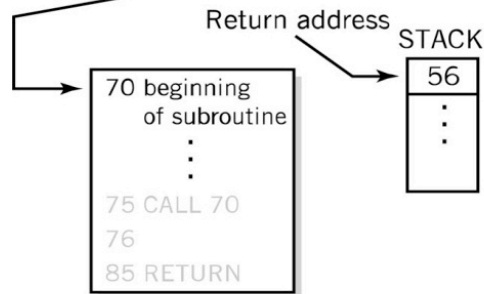 Return address
STACK
56
70 beginning
of subroutine
75 CALL 70
76
85 RETURN